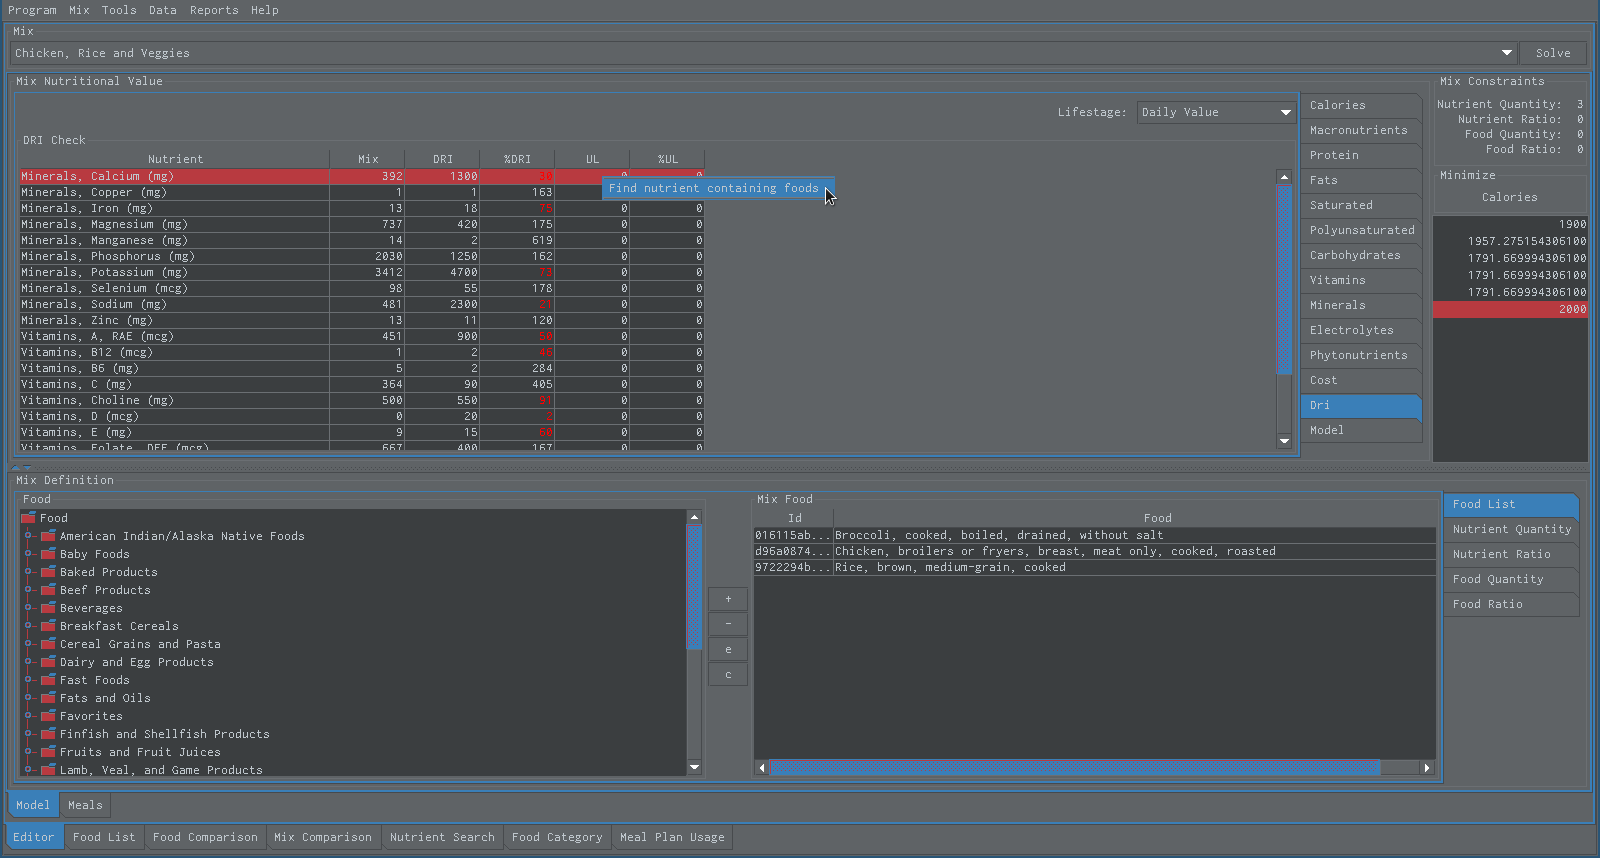 Program Mix Tools Data Reports Help
Mix
Chicken, Rice and Veggies Solve
Mix Nutritional Value
Lifestage: Daily Value
DRI Check
Nutrient Mix DRI %DRI UL %UL
Minerals, Calcium (mg) 392 1300 30
Minerals, Copper (mg) 1 1 163
Find nutrient containing foods
Minerals, Iron (mg) 13 18 75 0 0
Minerals, Magnesium (mg) 737 420 175 0 0
Minerals, Manganese (mg) 14 2 619 0 0
Minerals, Phosphorus (mg) 2030 1250 162 0 0
Minerals, Potassium (mg) 3412 4700 73 0 0
Minerals, Selenium (mcg) 98 55 178 0 0
Minerals, Sodium (mg) 481 2300 21 0 0
Minerals, Zinc (mg) 13 11 120 0 0
Vitamins, A, RAE (mcg) 451 900 50 0 0
Vitamins, B12 (mcg) 1 2 46 0 0
Vitamins, B6 (mg) 5 2 284 0 0
Vitamins, C (mg) 364 90 405 0 0
Vitamins, Choline (mg) 500 550 91 0 0
Vitamins, D (mcg) 0 20 0 0
Vitamins, E (mg) 9 15 60 0 0
Vitamins, Folate, DFE (mcg) 667 400 167 0 0
Calories
Macronutrients
Protein
Fats
Saturated
Polyunsaturated
Carbohydrates
Vitamins
Minerals
Electrolytes
Phytonutrients
Cost
Dri
Model
Mix Constraints
Nutrient Quantity: 3
Nutrient Ratio: 0
Food Quantity: 0
Food Ratio: 0
Minimize
Calories
1900
1957.275154306100
1791.669994306100
1791.669994306100
1791.669994306100
2000
Mix Definition
Food
Food
American Indian/Alaska Native Foods
Baby Foods
Baked Products
Beef Products
Beverages
Breakfast Cereals
Cereal Grains and Pasta
Dairy and Egg Products
Fast Foods
Fats and Oils
Favorites
Finfish and Shellfish Products
Fruits and Fruit Juices
Lamb, Veal, and Game Products
+
-
e
c
Mix Food
Id Food
016115ab... Broccoli, cooked, boiled, drained, without salt
d96a0874... Chicken, broilers or fryers, breast, meat only, cooked, roasted
9722294b... Rice, brown, medium-grain, cooked
Food List
Nutrient Quantity
Nutrient Ratio
Food Quantity
Food Ratio
Model Meals
Editor Food List Food Comparison Mix Comparison Nutrient Search Food Category Meal Plan Usage